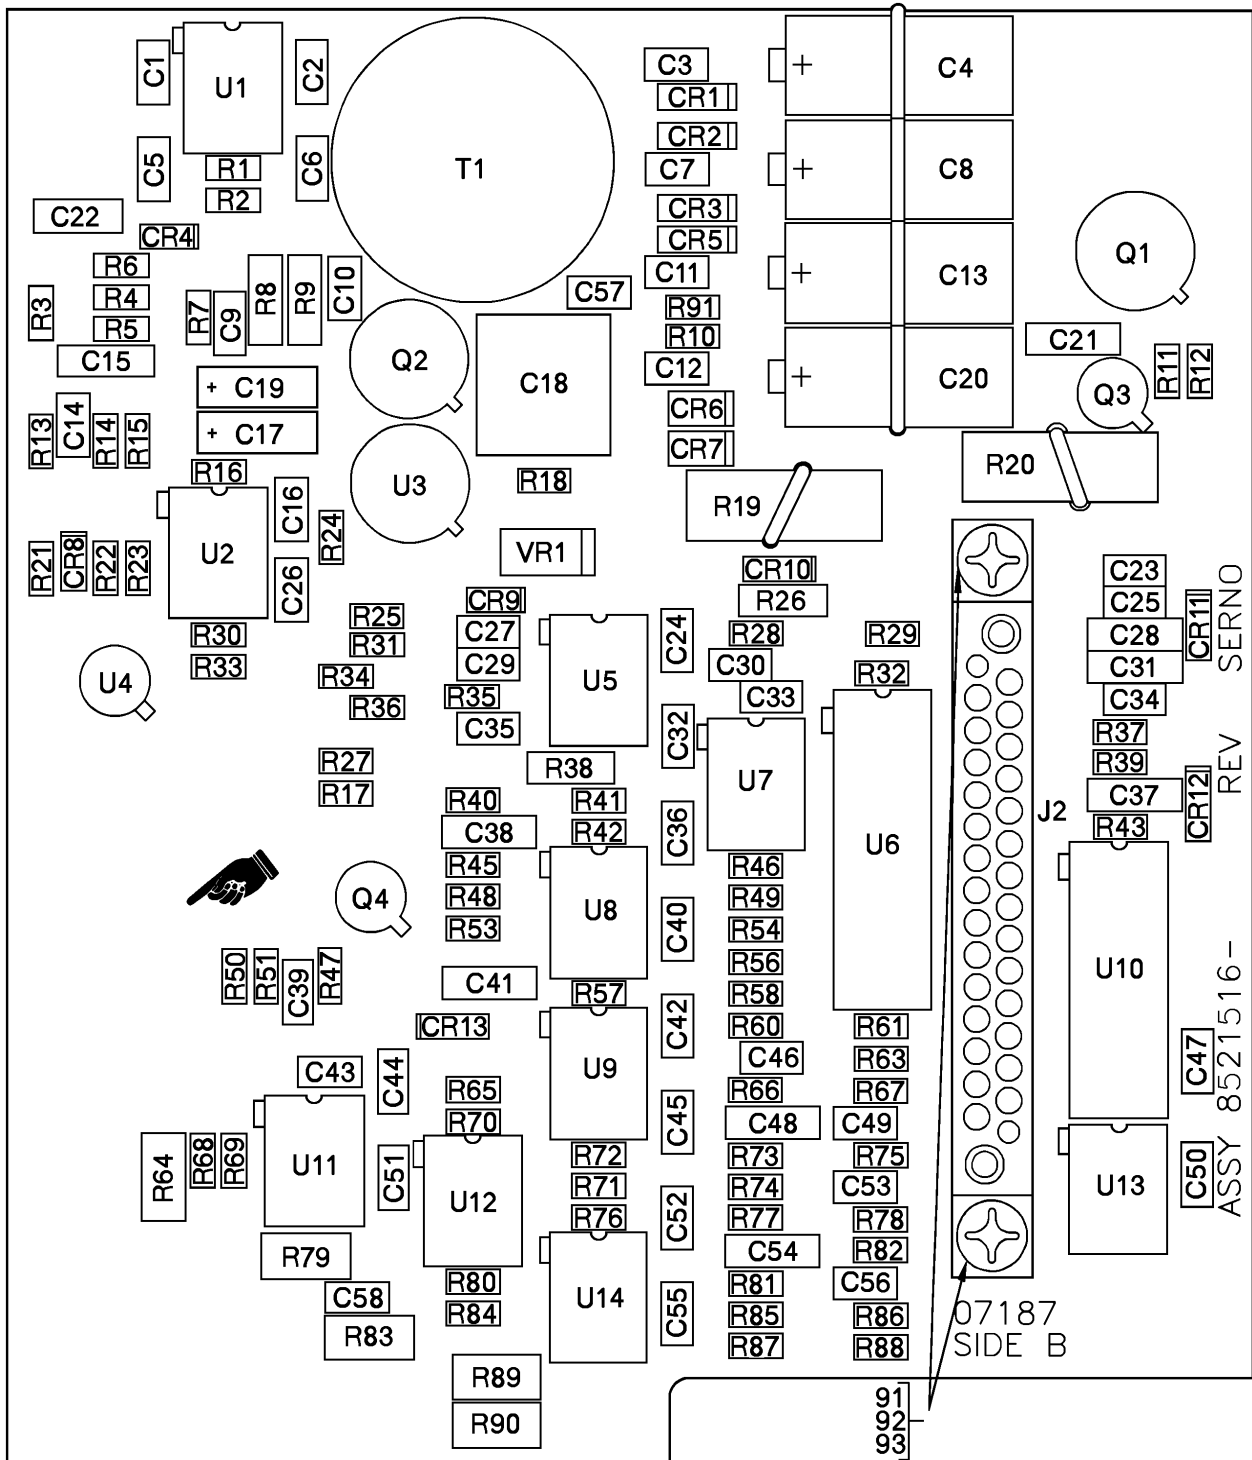 C1
U1
C2
C3
+ C4
CR1
CR2
C5
R1
C6
T1
C7
+ C8
R2
C22
CR3
CR4
CR5
Q1
R6
C11
+ C13
R3
R4
R7
C9
R8
R9
C10
C57
R91
R5
R10
C21
C15
Q2
C12
+ C20
R11
R12
+ C19
C18
Q3
CR6
R13
C14
R14
R15
+ C17
CR7
R20
R16
U3
R18
R19
C16
R24
U2
VR1
R21
CR8
R22
R23
CR10
C23
C26
CR9
R26
C25
CR11
SERNO
R25
C27
C24
R28
R29
C28
R30
R31
C29
C30
C31
R33
U4
R34
R35
U5
R32
C33
C34
R36
C35
C32
R37
R27
R38
U7
R39
REV
R17
C37
CR12
R40
R41
J2
C38
R42
C36
U6
R43
R45
R46
Q4
R48
U8
R49
R53
C40
R54
R50
R51
C39
R47
R56
U10
C41
R57
R58
CR13
C42
R60
R61
C43
C44
U9
C46
R63
C47
R65
R66
R67
R70
C45
C48
C49
R64
R68
R69
U11
C51
R72
R73
R75
U12
R71
R74
C53
U13
C50
ASSY 8521516-
R76
C52
R77
R78
R79
C54
R82
R80
R81
C56
C58
U14
R84
C55
R85
R86
07187
R83
R87
R88
SIDE B
R89
91
R90
92
93